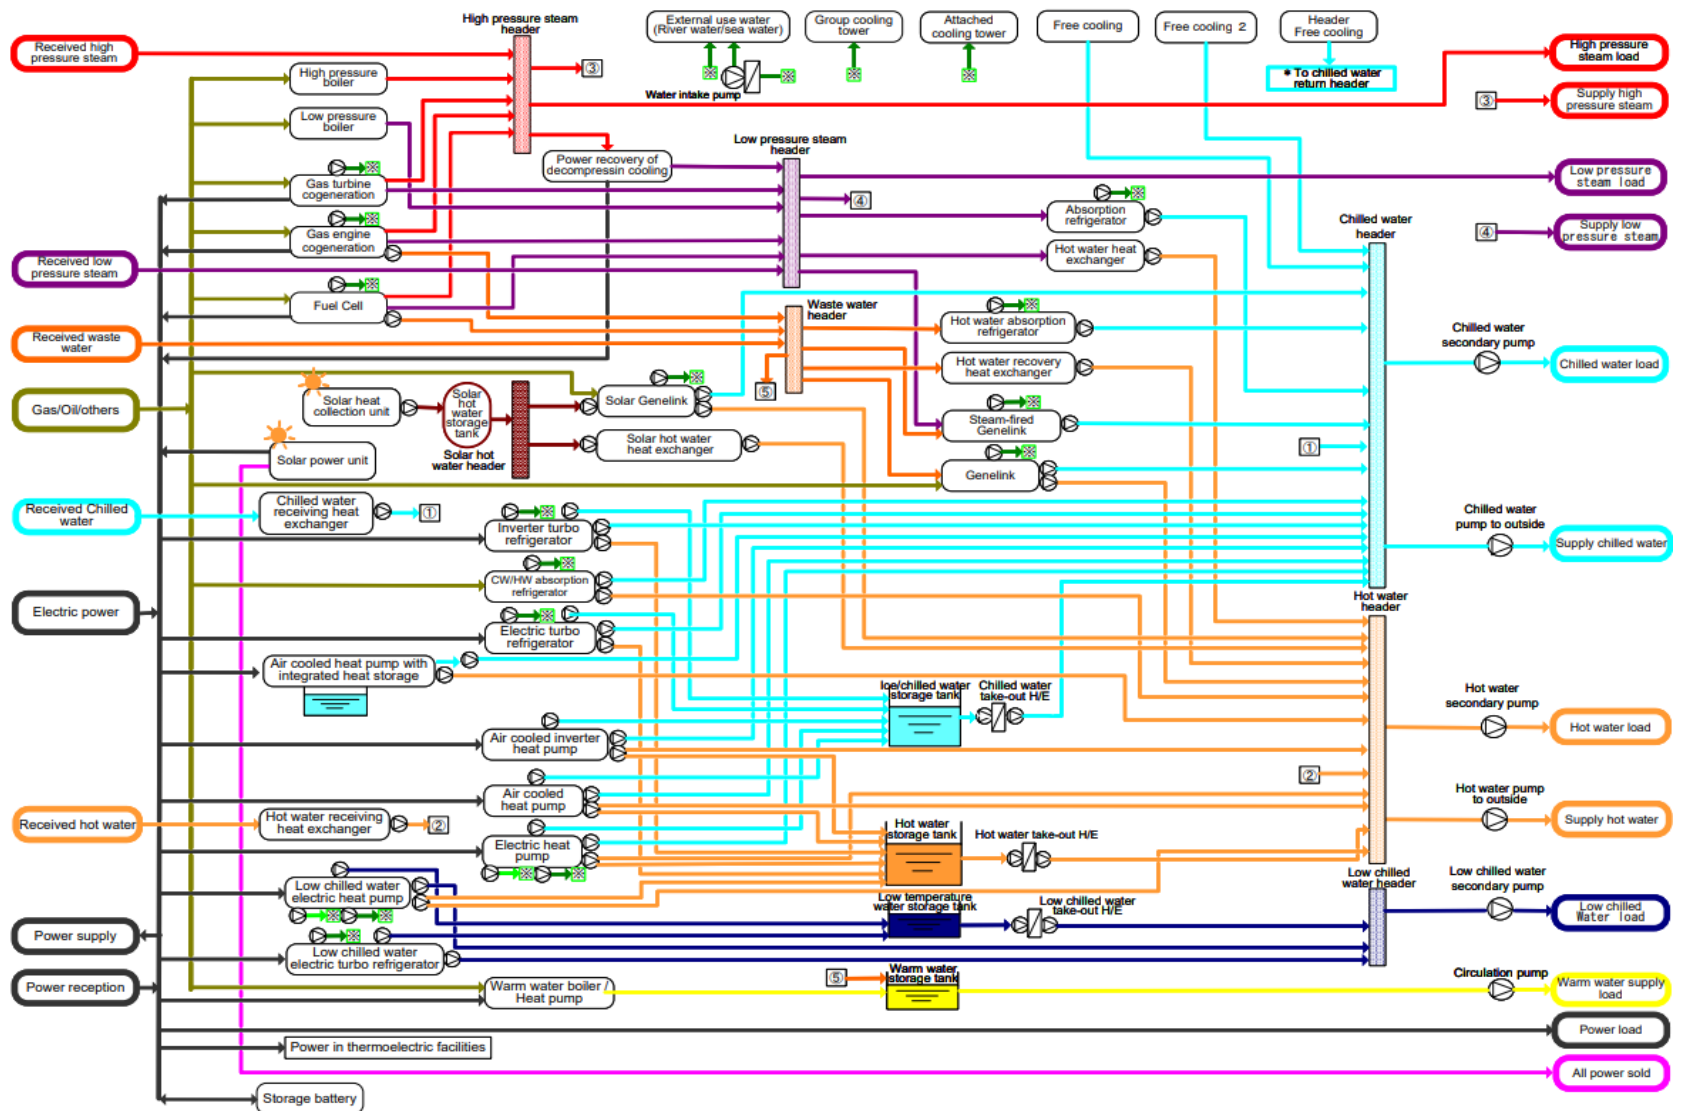 High pressure steam
header
External use water
(River water/sea water)
Group cooling
tower
Attached
cooling tower
Free cooling
Free cooling 2
Header
Free cooling
Received high
pressure steam
High pressure
steam load
High pressure
boiler
③
* To chilled water
return header
Water intake pump
③
Supply high
pressure steam
Low pressure
boiler
Low pressure steam
header
Power recovery of
decompressin cooling
Low pressure
steam load
Gas turbine
cogeneration
④
Absorption
refrigerator
Chilled water
header
④
Supply low
pressure steam
Gas engine
cogeneration
Hot water heat
exchanger
Received low
pressure steam
Fuel Cell
Waste water
header
Hot water absorption
refrigerator
Chilled water
secondary pump
Received waste
water
Hot water recovery
heat exchanger
Chilled water load
⑤
Solar heat
collection unit
Solar
hot
water
storage
tank
Solar Genelink
Gas/Oil/others
Steam-fired
Genelink
Solar hot water
heat exchanger
①
Solar hot
water header
Solar power unit
Genelink
Received Chilled
water
Chilled water
receiving heat
exchanger
①
Inverter turbo
refrigerator
Chilled water
pump to outside
Supply chilled water
CW/HW absorption
refrigerator
Electric power
Hot water
header
Electric turbo
refrigerator
Air cooled heat pump with
integrated heat storage
Ice/chilled water
storage tank
Chilled water
take-out H/E
Hot water
secondary pump
Hot water load
Air cooled inverter
heat pump
②
Air cooled
heat pump
Hot water pump
to outside
Received hot water
Hot water receiving
heat exchanger
②
Supply hot water
Hot water
storage tank
Hot water take-out H/E
Electric heat
pump
Low chilled
water header
Low chilled water
secondary pump
Low chilled water
electric heat pump
Low temperature
water storage tank
Low chilled water
take-out H/E
Low chilled
Water load
Power supply
Low chilled water
electric turbo refrigerator
⑤
Warm water
storage tank
Circulation pump
Power reception
Warm water boiler /
Heat pump
Warm water supply
load
Power load
Power in thermoelectric facilities
All power sold
Storage battery